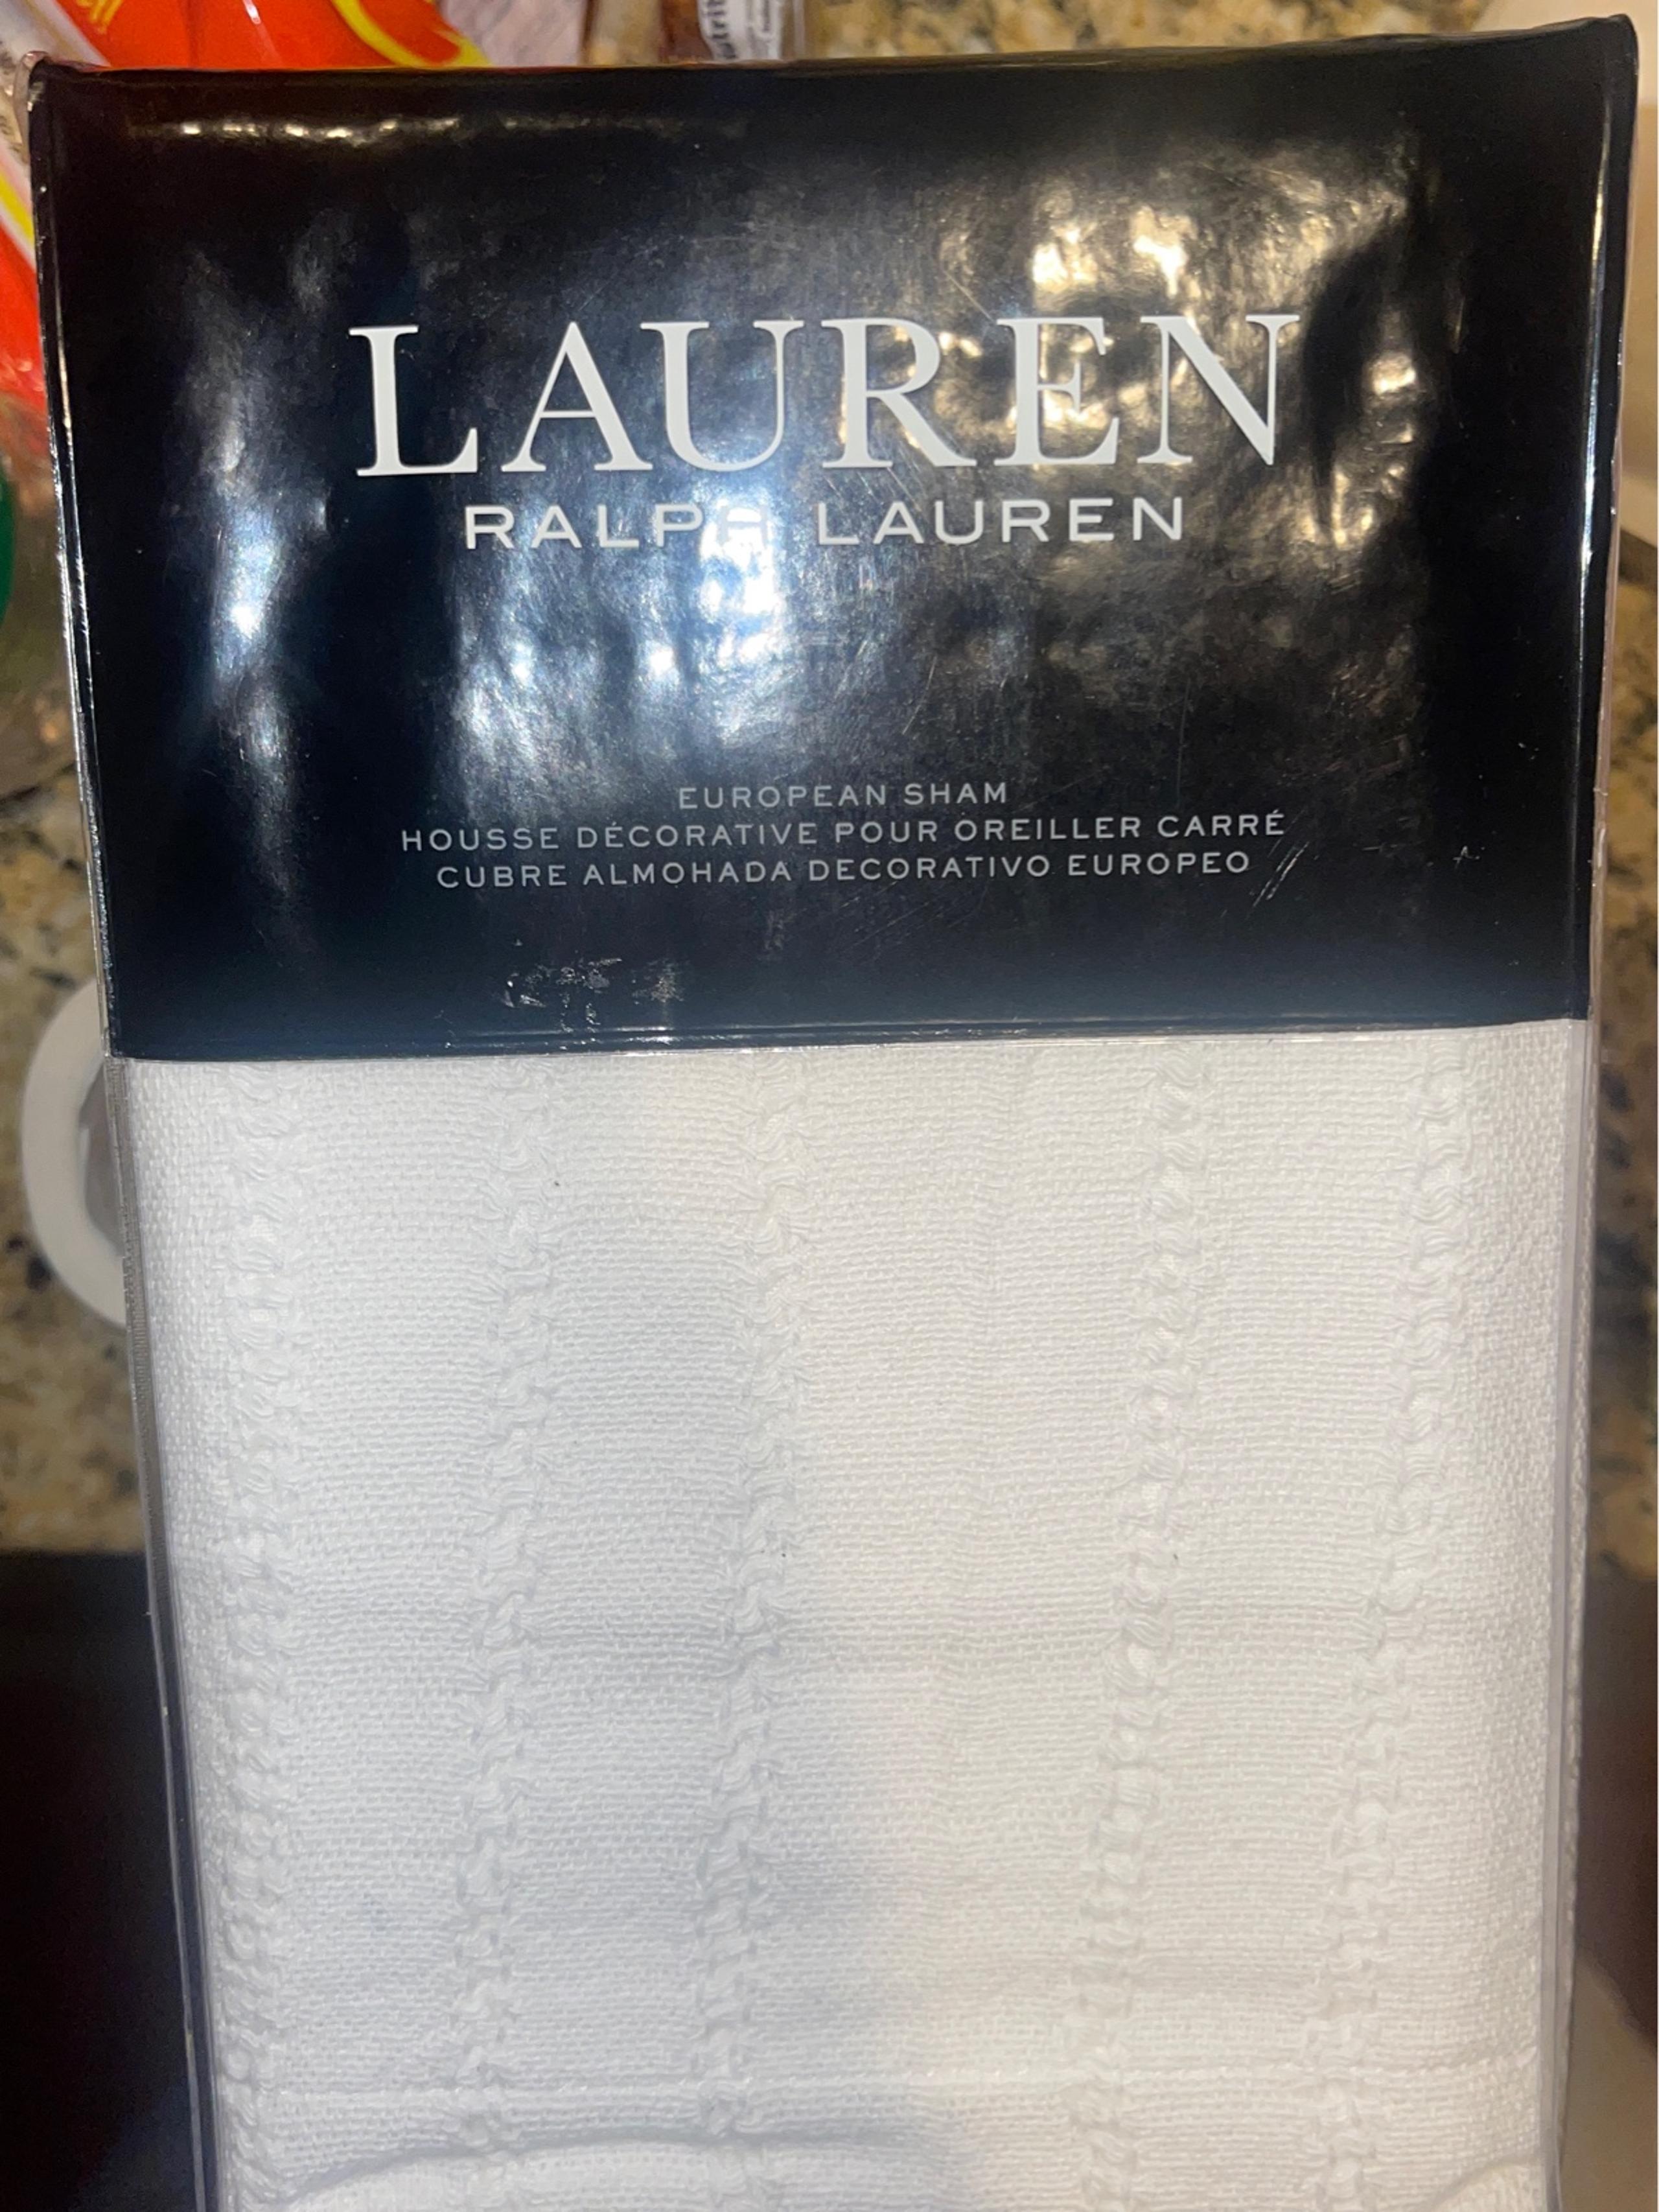 LAUREN
RALPH LAUREN
EUROPEAN SHAM
HOUSSE DÉCORATIVE POUR OREILLER CARRÉ
CUBRE ALMOHADA DECORATIVO EUROPEO